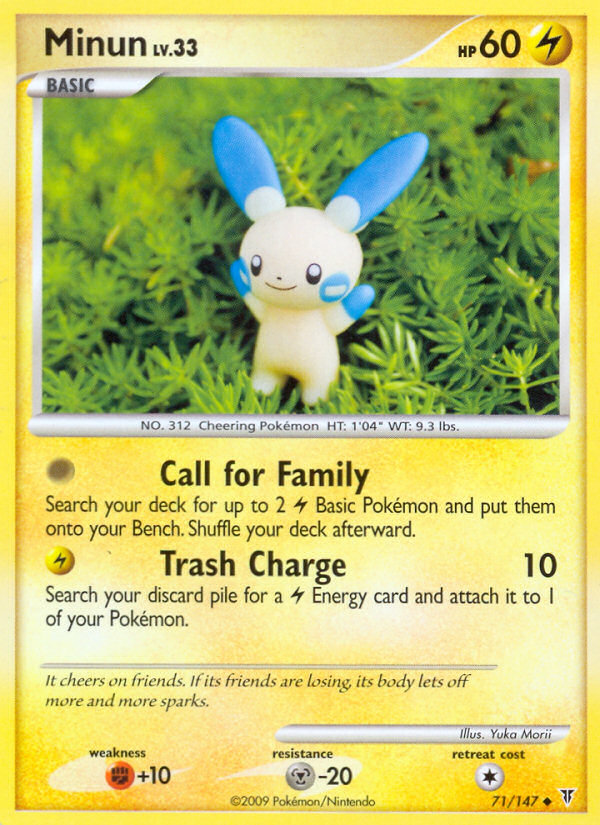 Minun LV.33
HP 60
BASIC
NO. 312 Cheering Pokémon HT: 1'04" WT: 9.3 lbs.
Call for Family
Search your deck for up to 2 Basic Pokémon and put them
onto your Bench. Shuffle your deck afterward.
Trash Charge 10
Search your discard pile for a Energy card and attach it to 1
of your Pokémon.
It cheers on friends. If its friends are losing, its body lets off
more and more sparks.
Illus. Yuka Morii
weakness resistance retreat cost
+10 -20
©2009 Pokémon/Nintendo 71/147